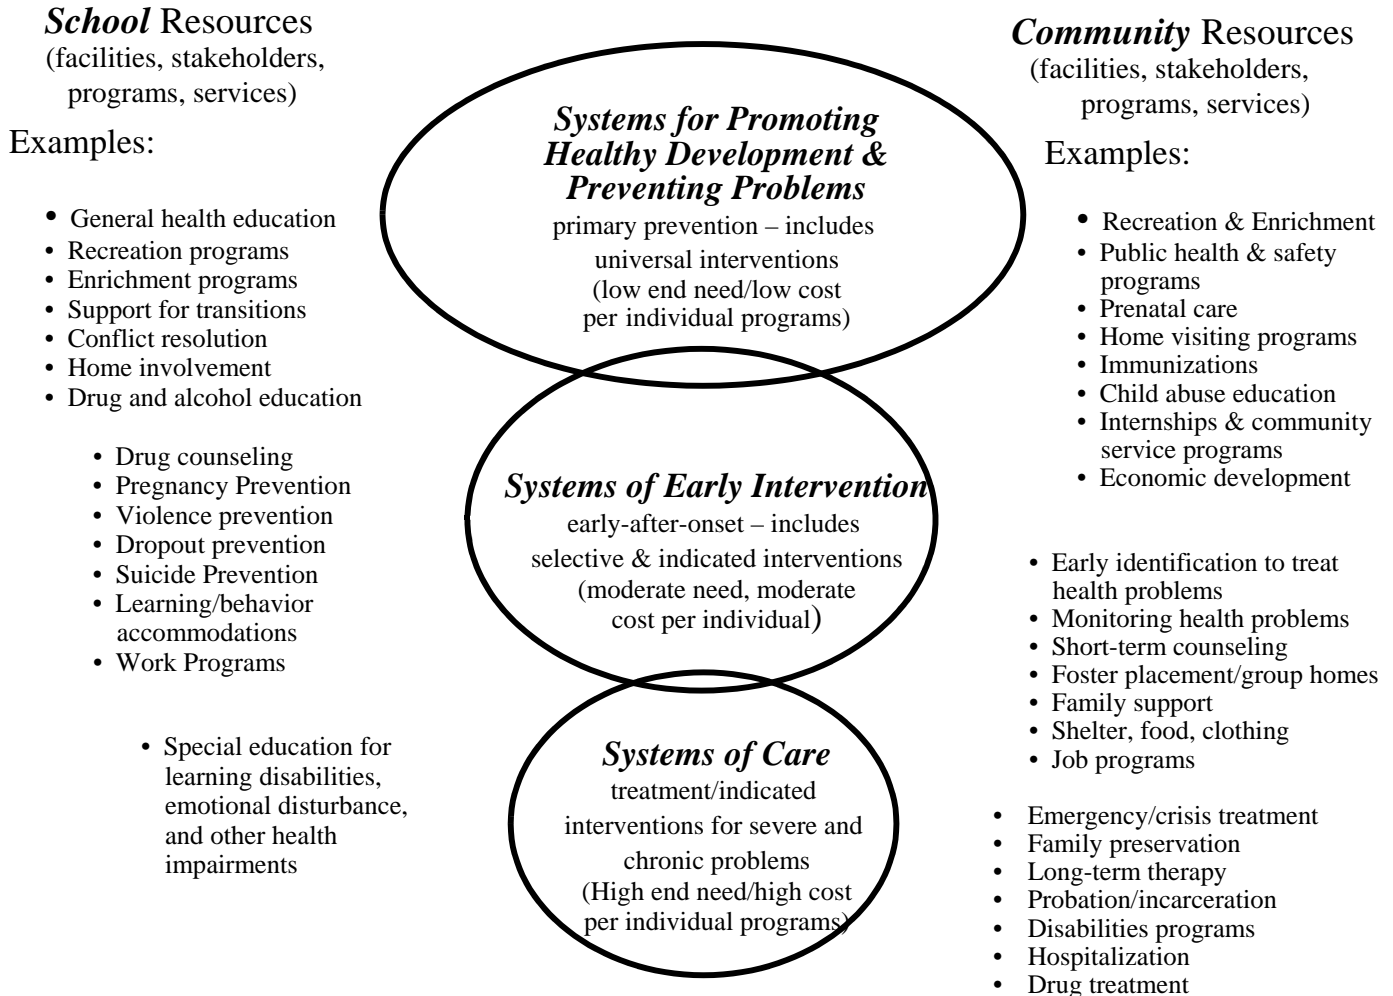 School Resources
(facilities, stakeholders,
programs, services)
Examples:
• General health education
• Recreation programs
• Enrichment programs
• Support for transitions
• Conflict resolution
• Home involvement
• Drug and alcohol education
• Drug counseling
• Pregnancy Prevention
• Violence prevention
• Dropout prevention
• Suicide Prevention
• Learning/behavior
accommodations
• Work Programs
• Special education for
learning disabilities,
emotional disturbance,
and other health
impairments
Systems for Promoting
Healthy Development &
Preventing Problems
primary prevention – includes
universal interventions
(low end need/low cost
per individual programs)
Systems of Early Intervention
early-after-onset – includes
selective & indicated interventions
(moderate need, moderate
cost per individual)
Systems of Care
treatment/indicated
interventions for severe and
chronic problems
(High end need/high cost
per individual programs)
Community Resources
(facilities, stakeholders,
programs, services)
Examples:
• Recreation & Enrichment
• Public health & safety
programs
• Prenatal care
• Home visiting programs
• Immunizations
• Child abuse education
• Internships & community
service programs
• Economic development
• Early identification to treat
health problems
• Monitoring health problems
• Short-term counseling
• Foster placement/group homes
• Family support
• Shelter, food, clothing
• Job programs
• Emergency/crisis treatment
• Family preservation
• Long-term therapy
• Probation/incarceration
• Disabilities programs
• Hospitalization
• Drug treatment